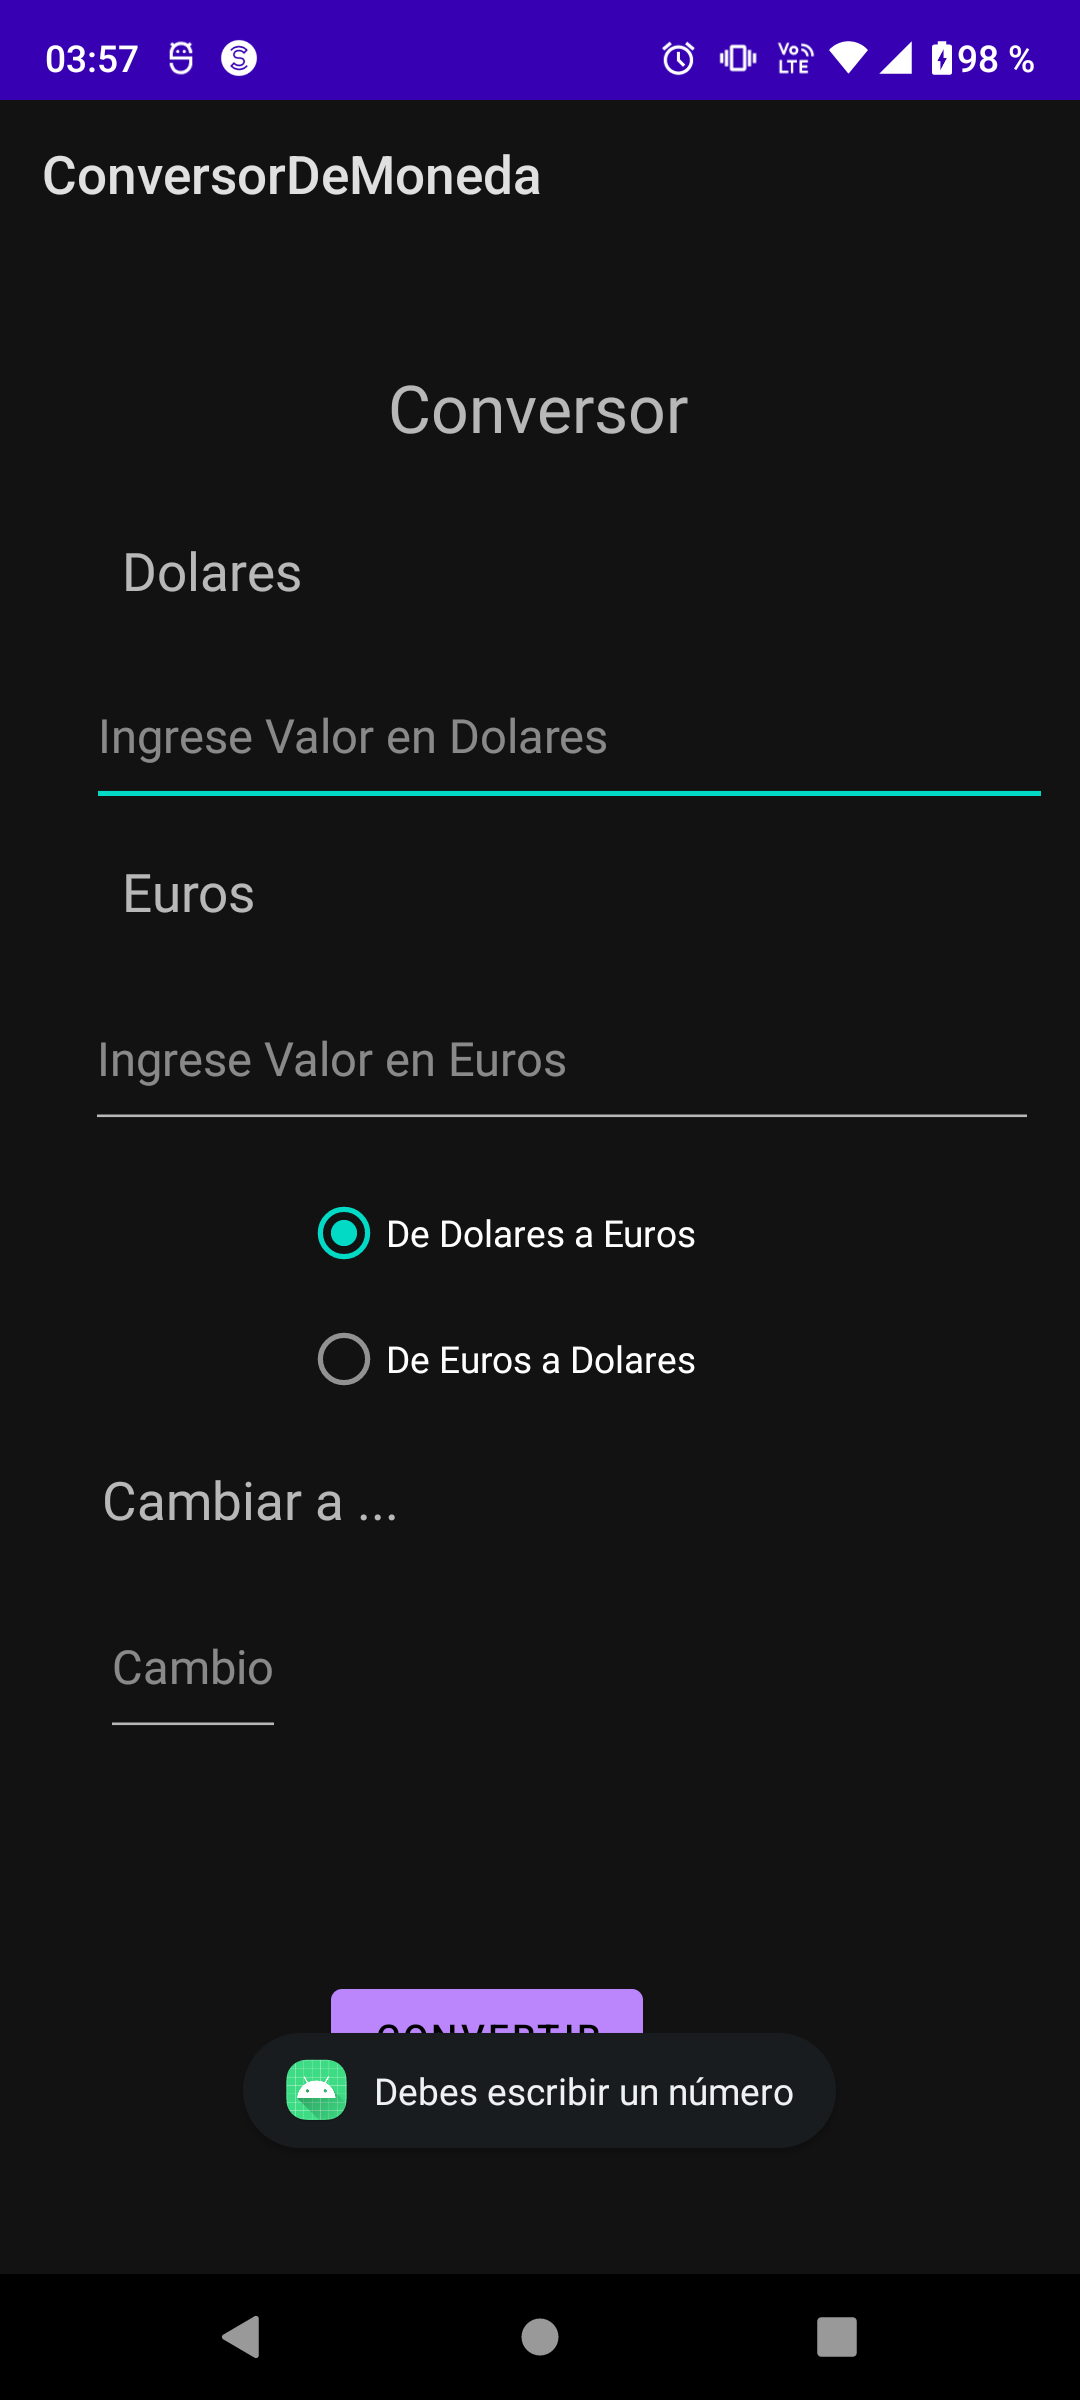 03:57 98 %
ConversorDeMoneda
Conversor
Dolares
Ingrese Valor en Dolares
Euros
Ingrese Valor en Euros
De Dolares a Euros
De Euros a Dolares
Cambiar a ...
Cambio
CONVERTIR
Debes escribir un número